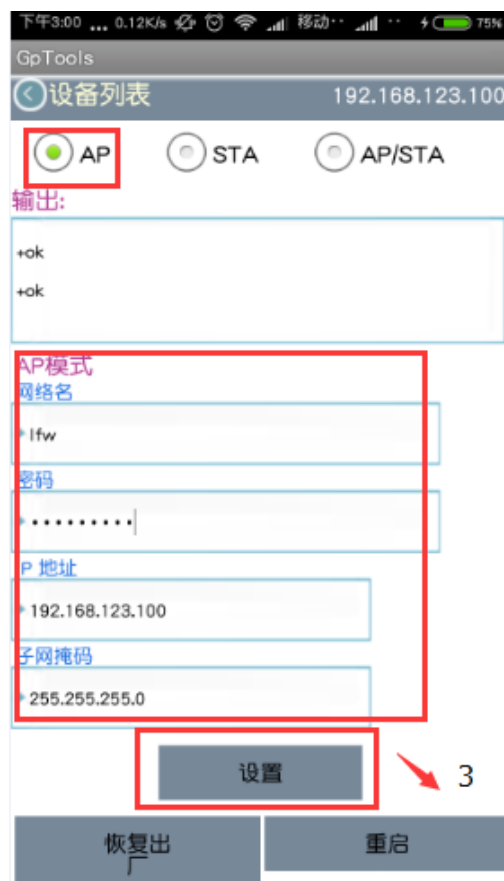 下午3:00 ... 0.12K/s 移动·· ·· 75%
GpTools
设备列表 192.168.123.100
AP STA AP/STA
输出:
+ok
+ok
AP模式
网络名
lfw
密码
•••••••••
IP 地址
192.168.123.100
子网掩码
255.255.255.0
设置
3
恢复出厂 重启